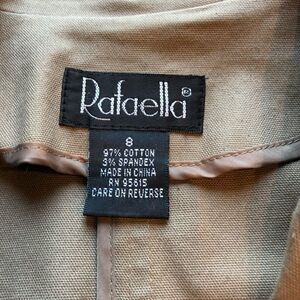 Rafaella
8
97% COTTON
3% SPANDEX
MADE IN CHINA
RN 95615
CARE ON REVERSE